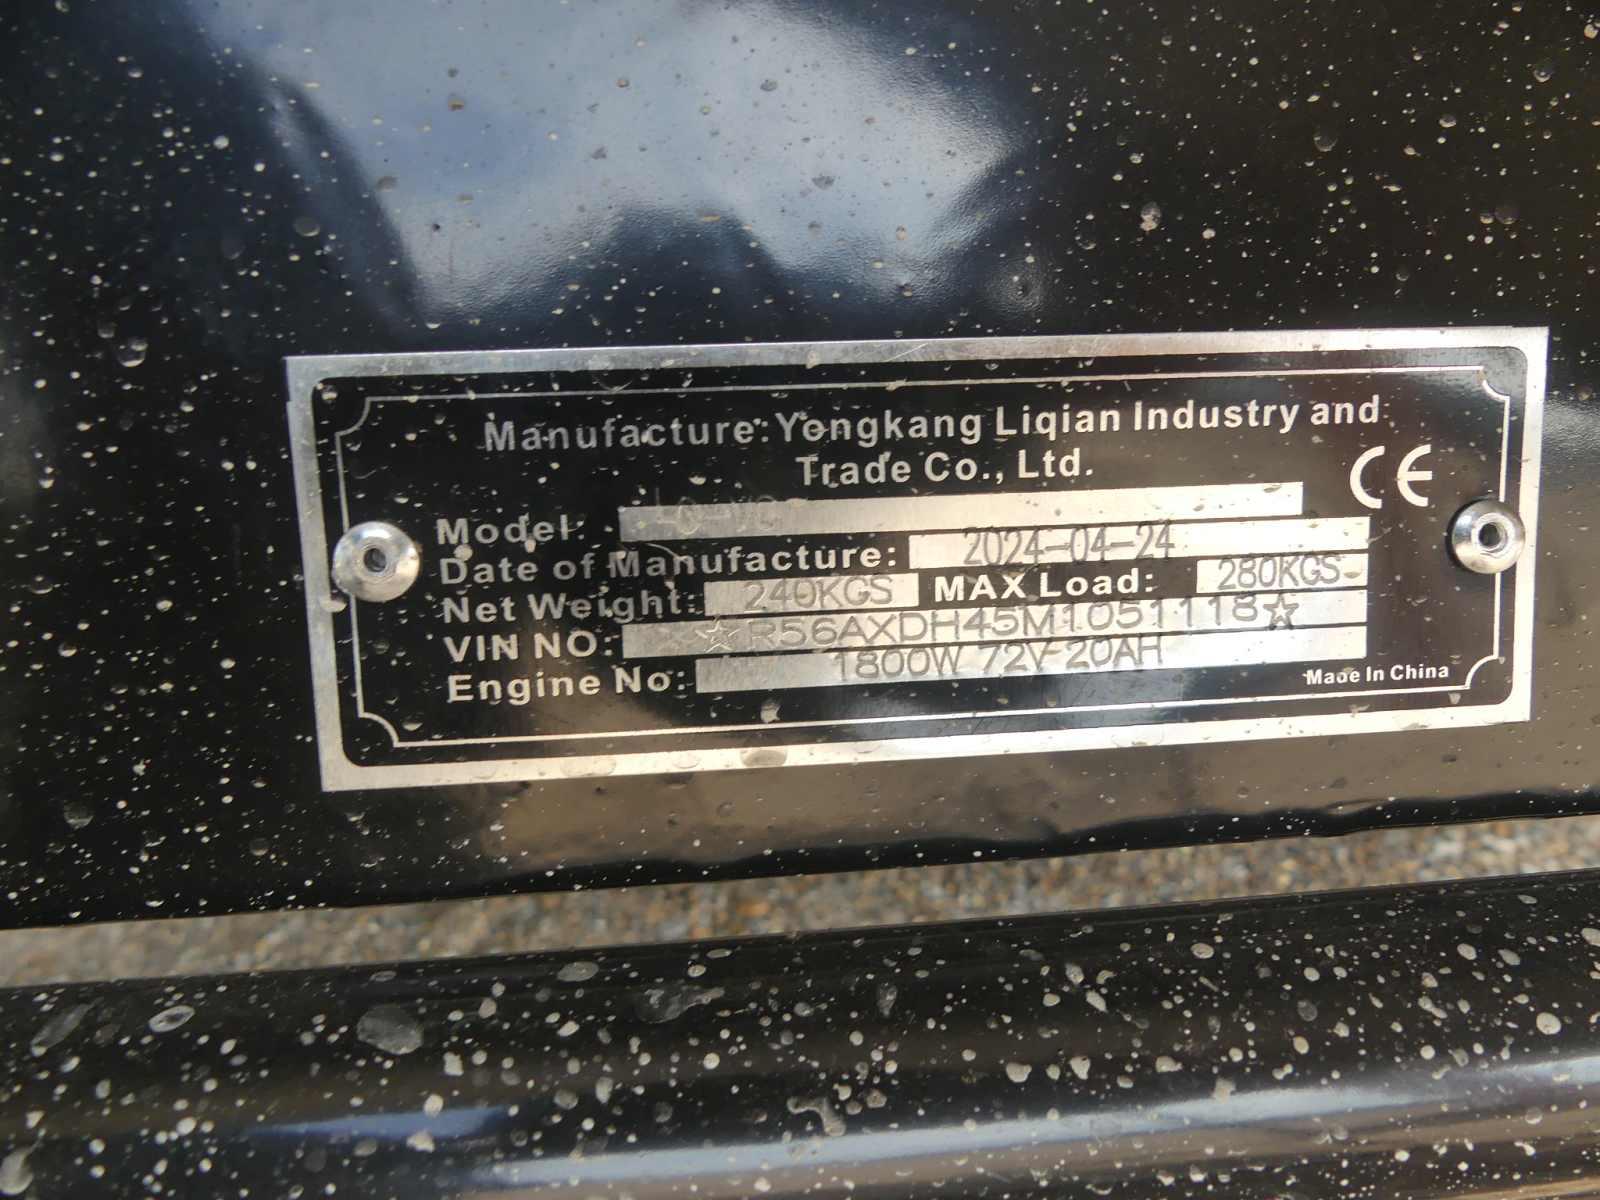 Manufacture: Yongkang Liqian Industry and
Trade Co., Ltd.
CE
Model:
Date of Manufacture: 2024-04-24
Net Weight: 240KGS MAX Load: 280KGS
VIN NO: ☆R56AXDH45M1051118☆
Engine No: 1800W 72V 20AH
Made In China